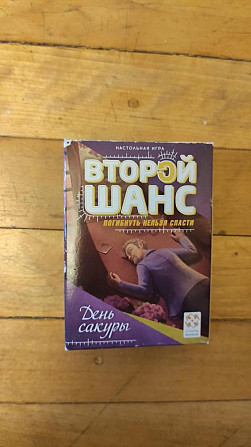 НАСТОЛЬНАЯ ИГРА
ВТОРОЙ
ШАНС
ПОГИБНУТЬ НЕЛЬЗЯ СПАСТИ
День
сакуры